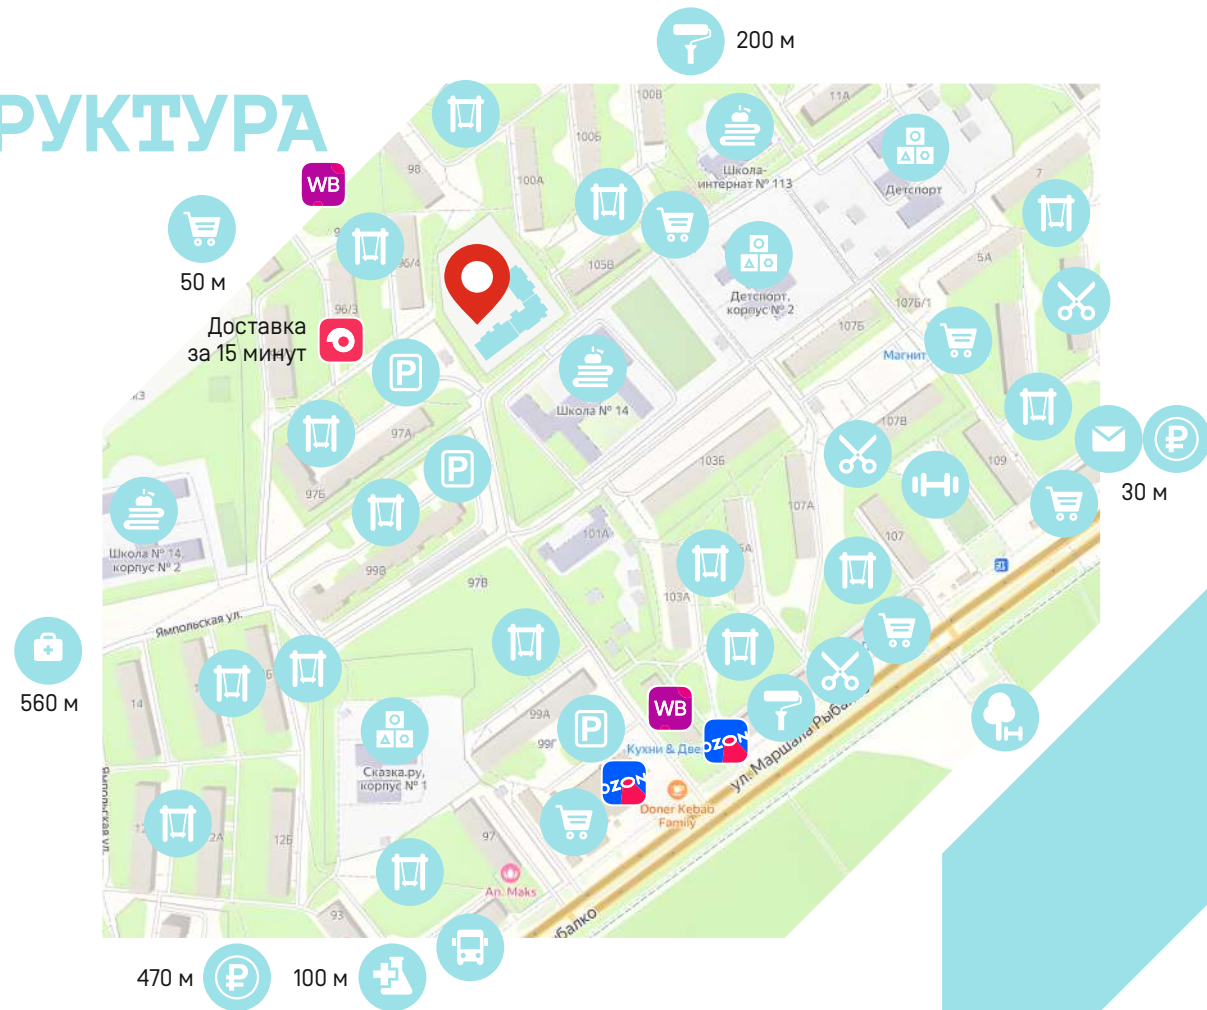 200 м
РУКТУРА
100В
11А
100Б
98
WB
100А
Школа-
интернат № 113
Детспорт
7
50 м
96/4
105В
5А
96/3
Детспорт,
корпус № 2
107Б/1
107Б
Доставка
за 15 минут
P
Магнит
Школа № 14
97А
107В
103Б
109
P
97Б
30 м
107А
Школа № 14,
корпус № 2
101А
107
99В
97В
103А
Ямпольская ул.
560 м
14
99А
WB
99Г
P
Кухни & Две
OZON
ул. Маршала Рыбалко
Сказка.ру,
корпус № 1
OZON
Doner Kebab
Family
Ямпольская ул.
12Б
97
An. Maks
93
балко
470 м
100 м